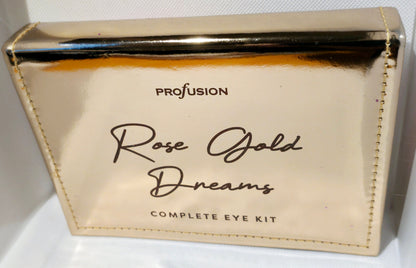 PROFUSION
Rose Gold
Dreams
COMPLETE EYE KIT